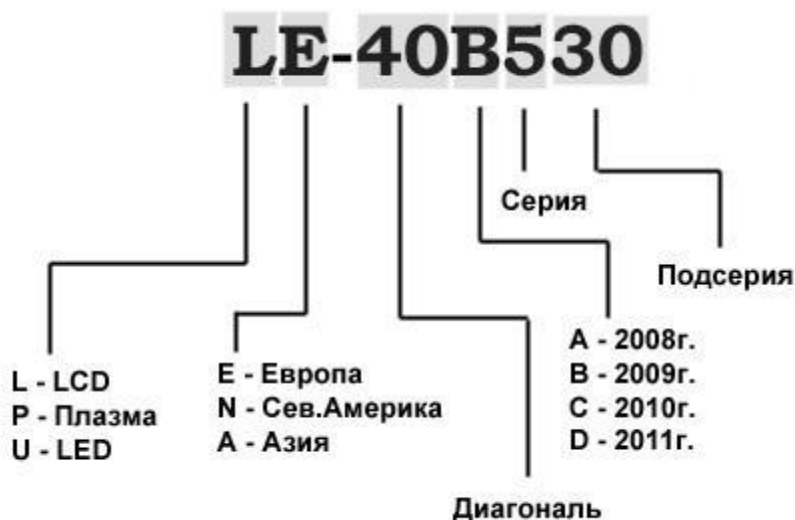 LE-40B530
Серия
Подсерия
L - LCD
P - Плазма
U - LED
E - Европа
N - Сев.Америка
A - Азия
A - 2008г.
B - 2009г.
C - 2010г.
D - 2011г.
Диагональ